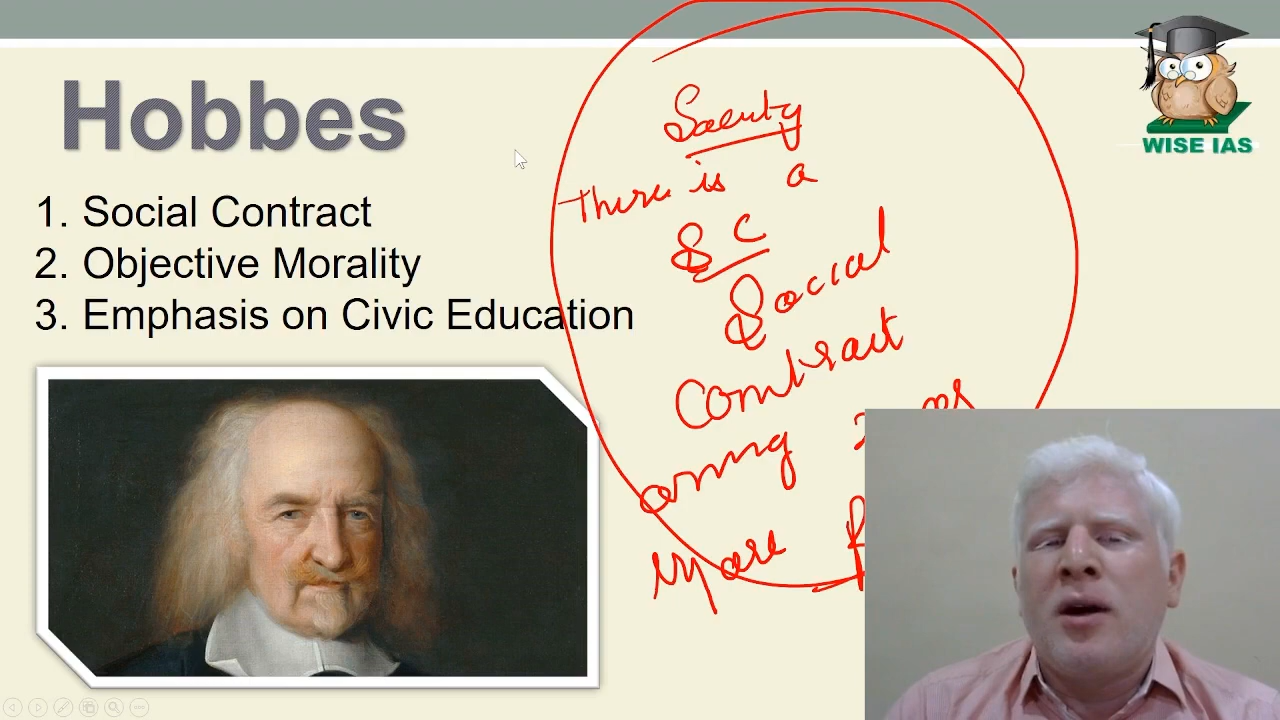 Hobbes
1. Social Contract
2. Objective Morality
3. Emphasis on Civic Education
Society
There is a
S C
Social
Contract
among
WISE IAS